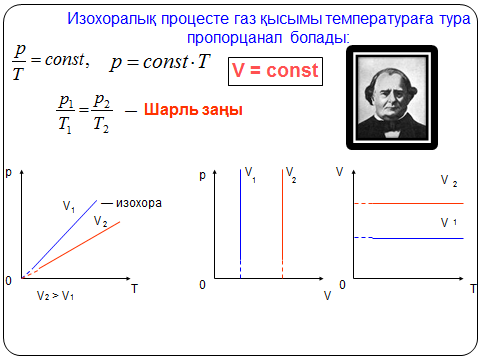 Изохоралық процесте газ қысымы температураға тура
пропорцанал болады:
p/T = const, p = const · T
V = const
p₁/T₁ = p₂/T₂ — Шарль заңы
P
V₁
— изохора
V₂
0
T
V₂ > V₁
P
V₁
V₂
0
V
V
V ₂
V ₁
0
T